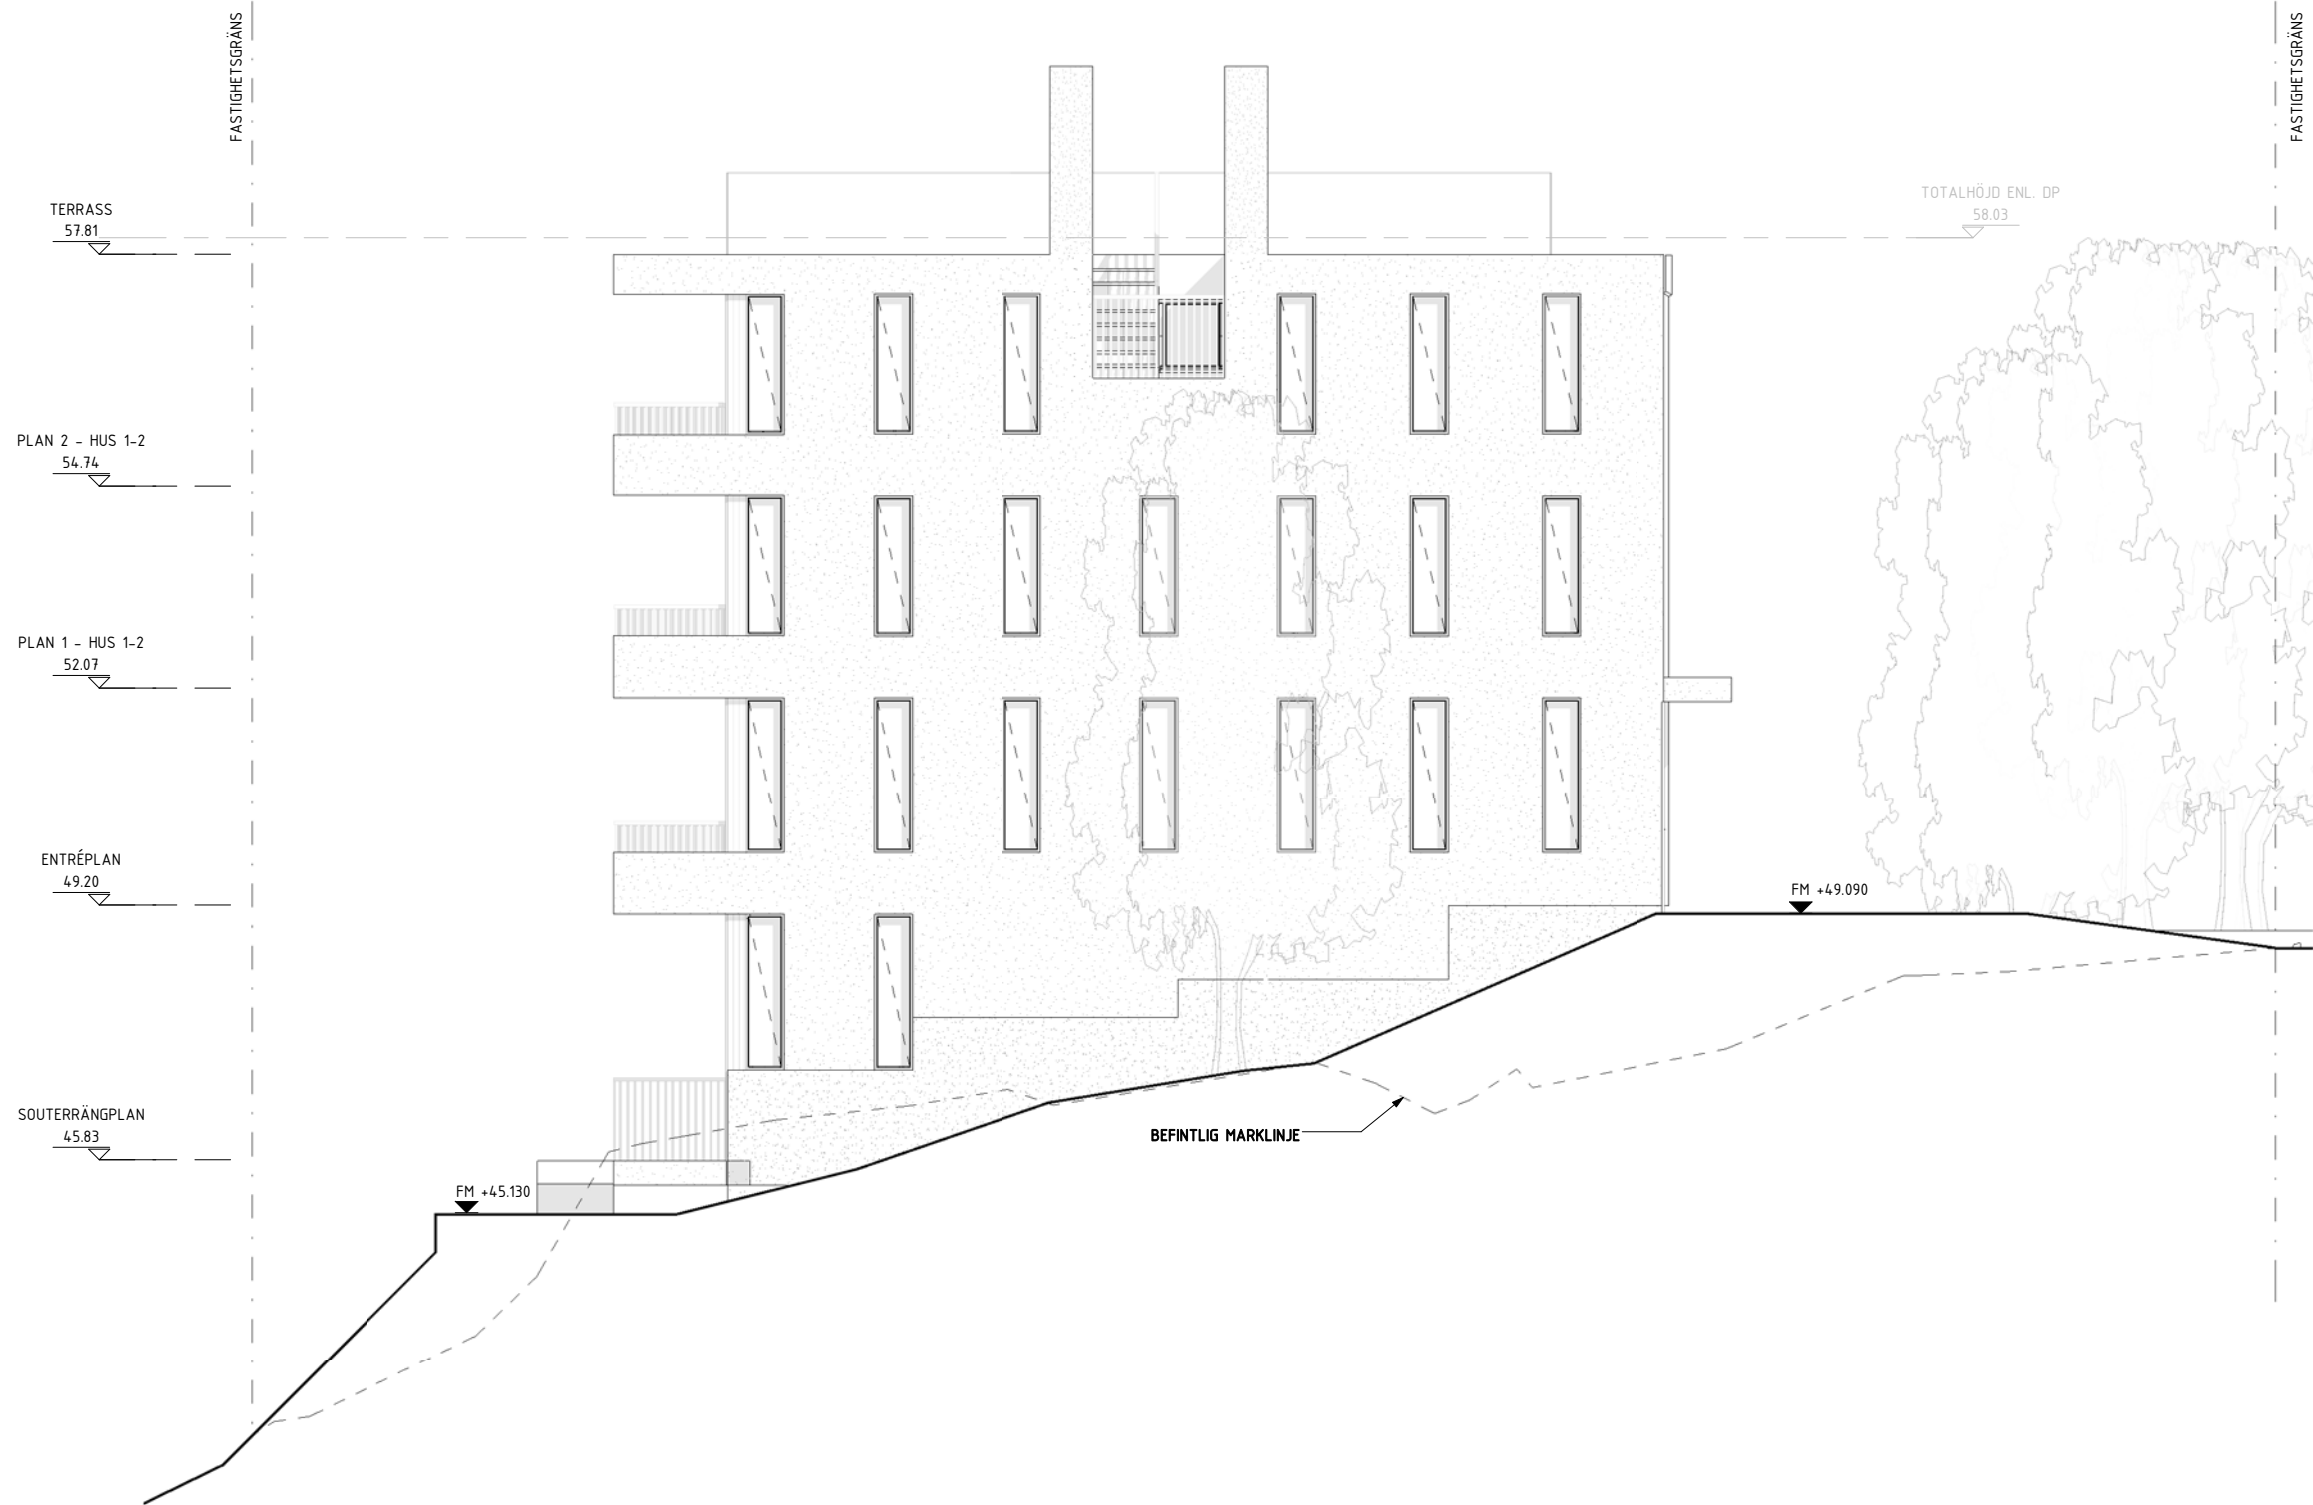 FASTIGHETSGRÄNS
FASTIGHETSGRÄNS
TERRASS
57.81
TOTALHÖJD ENL. DP
58.03
PLAN 2 - HUS 1-2
54.74
PLAN 1 - HUS 1-2
52.07
ENTRÉPLAN
49.20
FM +49.090
SOUTERRÄNGPLAN
45.83
BEFINTLIG MARKLINJE
FM +45.130